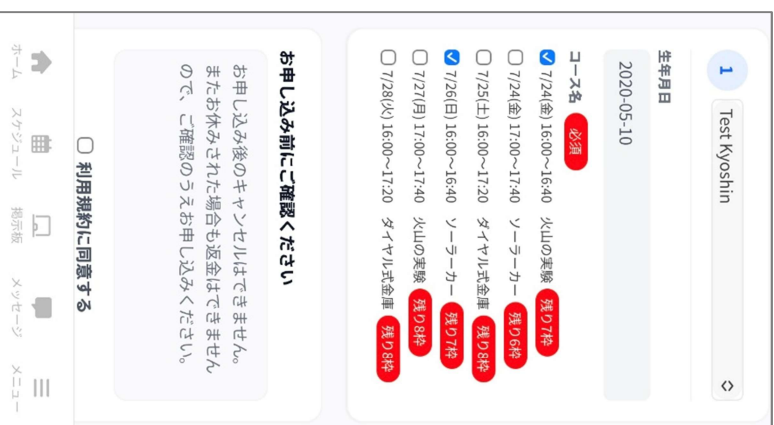 1 Test Kyoshin
生年月日
2020-05-10
コース名 必須
7/24(金) 16:00～16:40 火山の実験 残り7枠
7/24(金) 17:00～17:40 ソーラーカー 残り6枠
7/25(土) 16:00～17:20 ダイヤル式金庫 残り8枠
7/26(日) 16:00～16:40 ソーラーカー 残り7枠
7/27(月) 17:00～17:40 火山の実験 残り8枠
7/28(火) 16:00～17:20 ダイヤル式金庫 残り8枠
お申し込み前にご確認ください
お申し込み後のキャンセルはできません。
またお休みされた場合も返金はできません
ので、ご確認のうえお申し込みください。
利用規約に同意する
ホーム スケジュール 掲示板 メッセージ メニュー